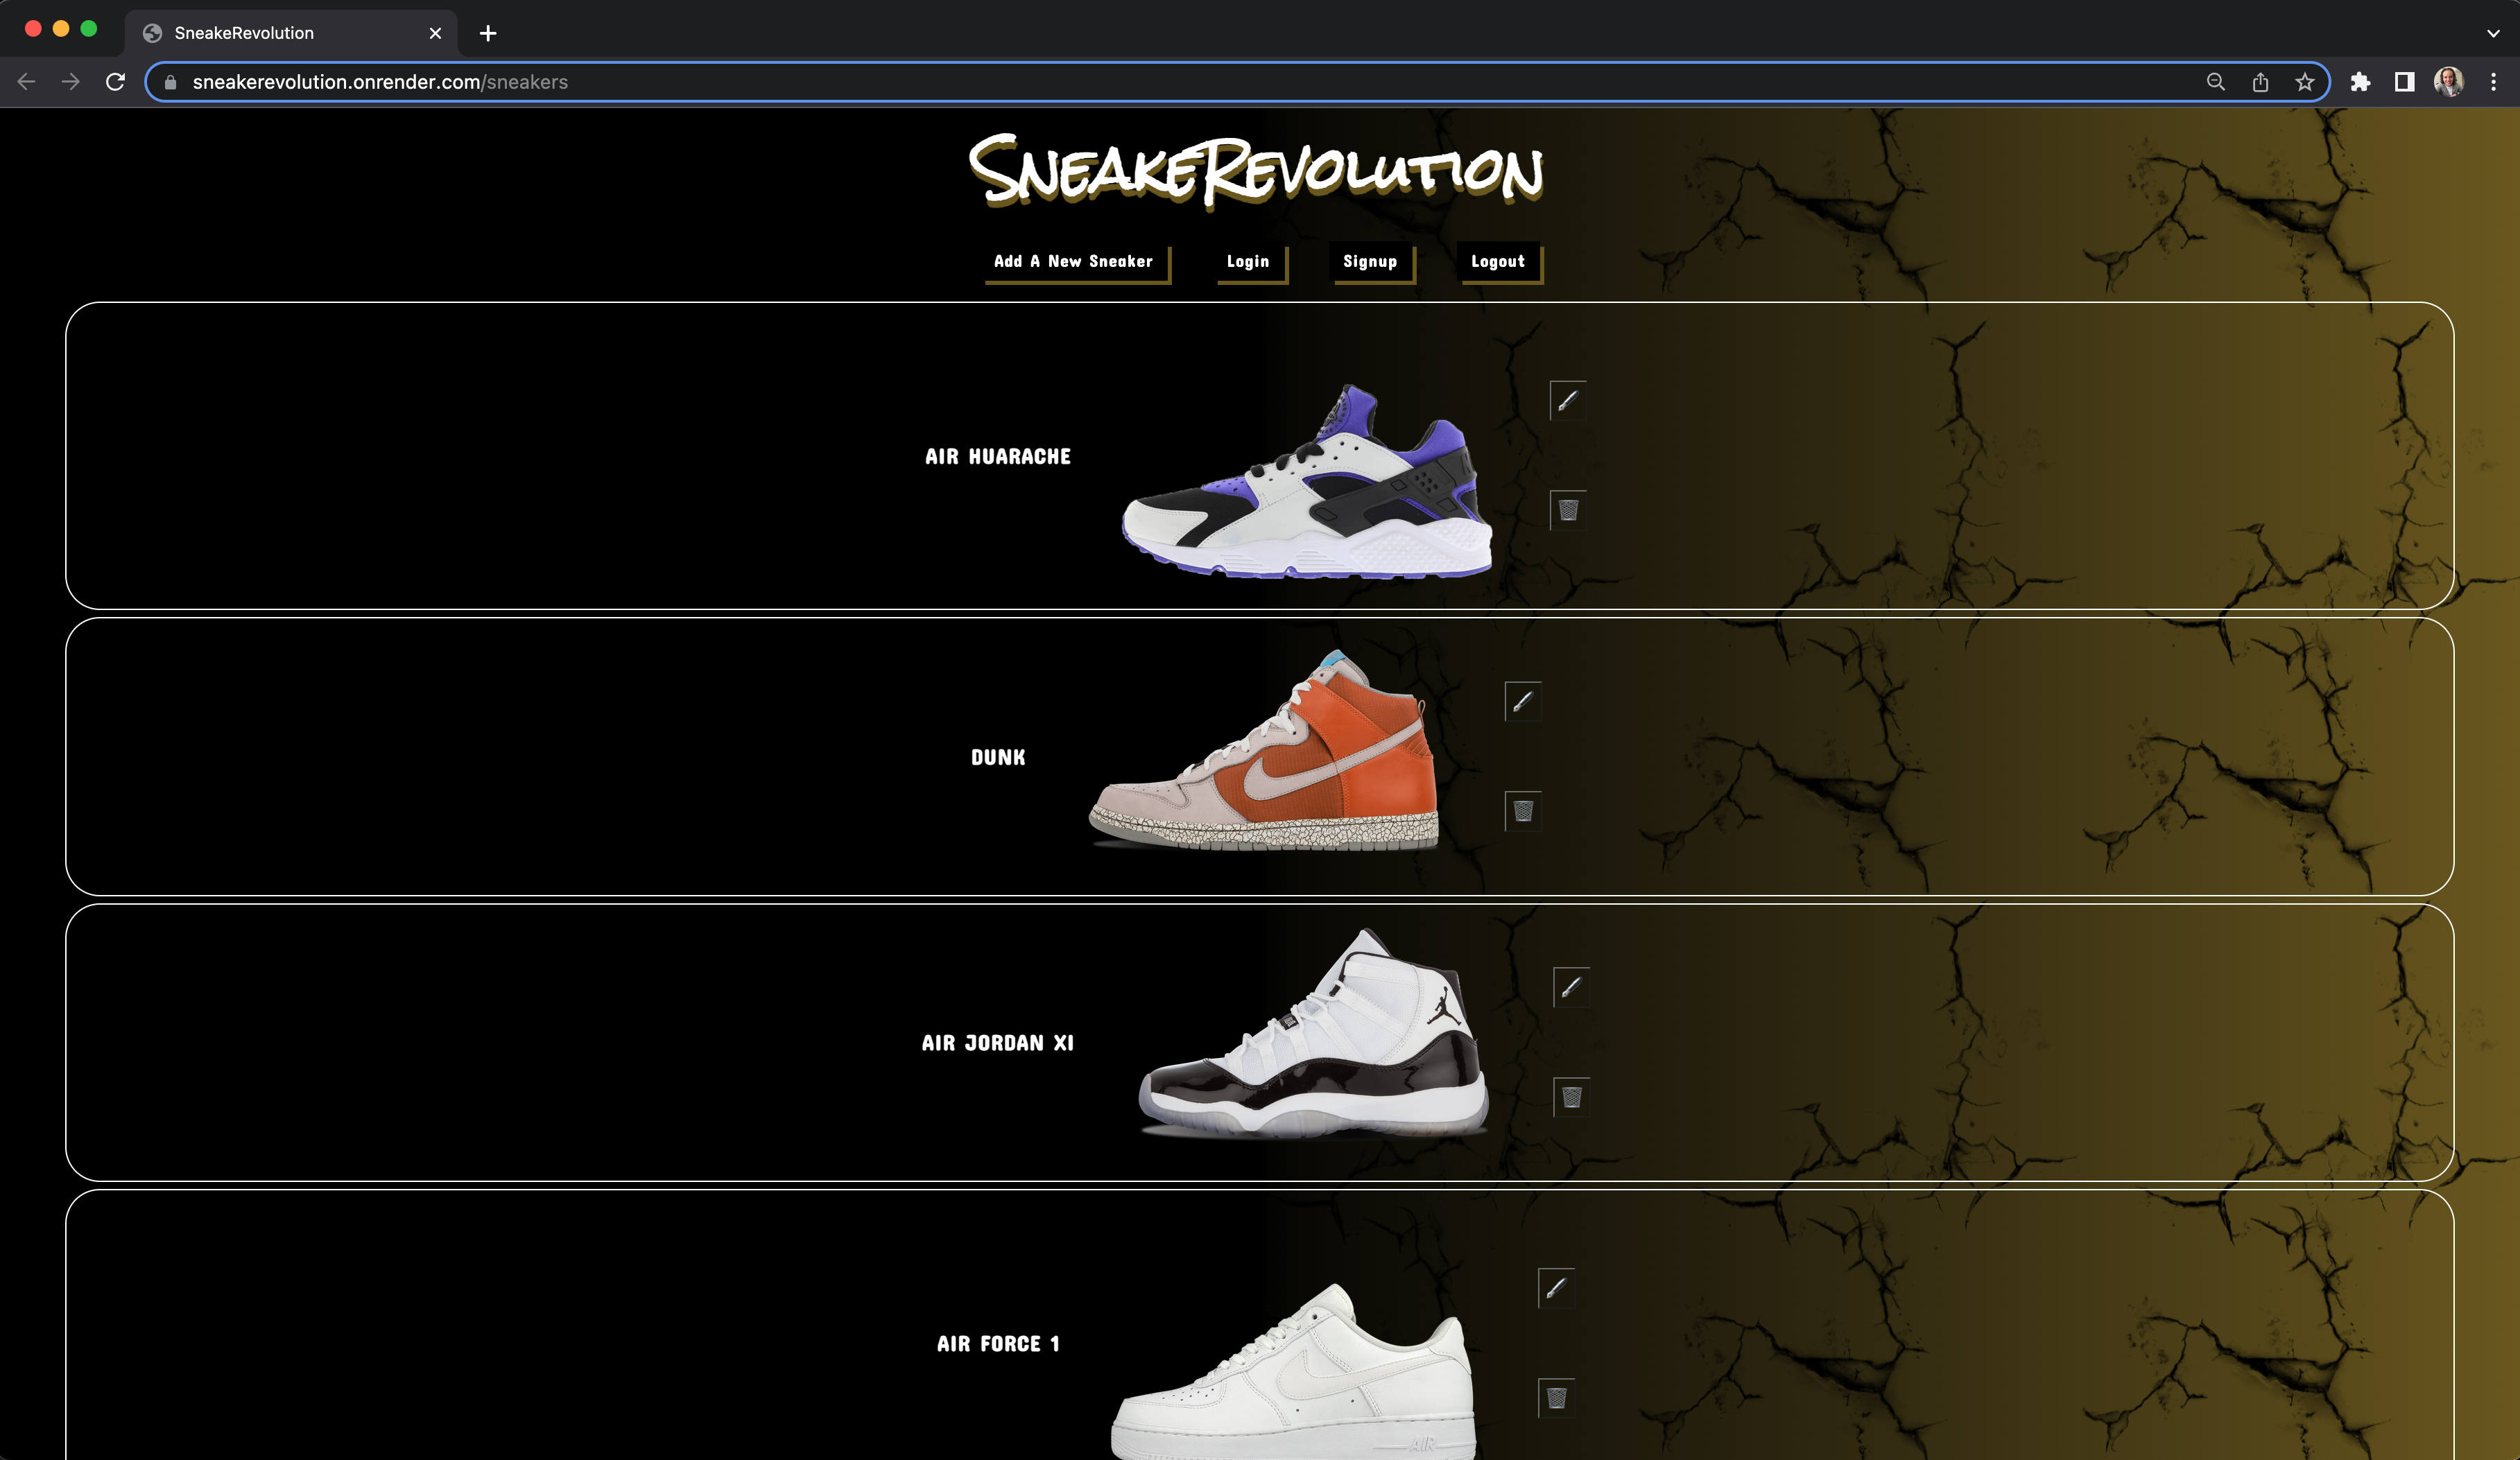 SneakeRevolution
sneakerevolution.onrender.com/sneakers
SneakeRevolution
Add A New Sneaker Login Signup Logout
AIR HUARACHE
DUNK
AIR JORDAN XI
AIR FORCE 1
AIR